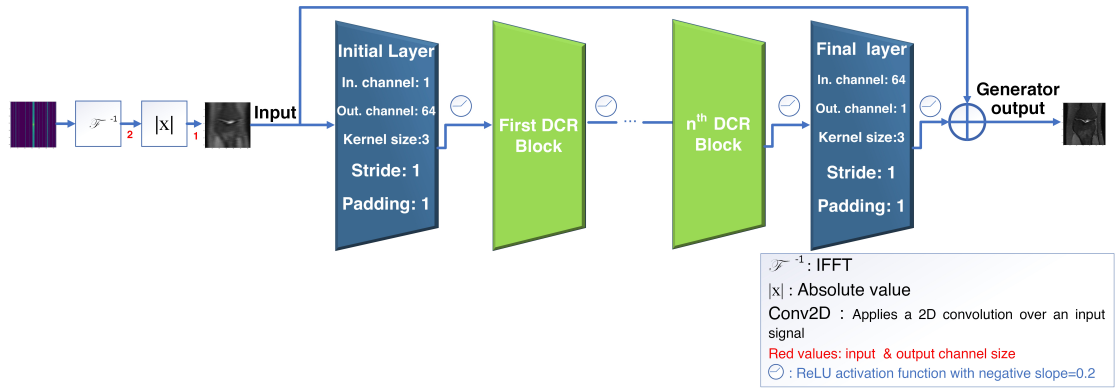 ℱ⁻¹
2
|x|
1
Input
Initial Layer
In. channel: 1
Out. channel: 64
Kernel size:3
Stride: 1
Padding: 1
First DCR
Block
...
nᵗʰ DCR
Block
Final layer
In. channel: 64
Out. channel: 1
Kernel size:3
Stride: 1
Padding: 1
Generator
output
ℱ⁻¹: IFFT
|x| : Absolute value
Conv2D : Applies a 2D convolution over an input
signal
Red values: input & output channel size
: ReLU activation function with negative slope=0.2